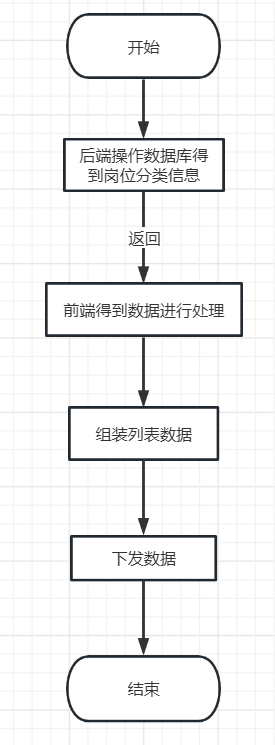 开始
后端操作数据库得
到岗位分类信息
返回
前端得到数据进行处理
组装列表数据
下发数据
结束